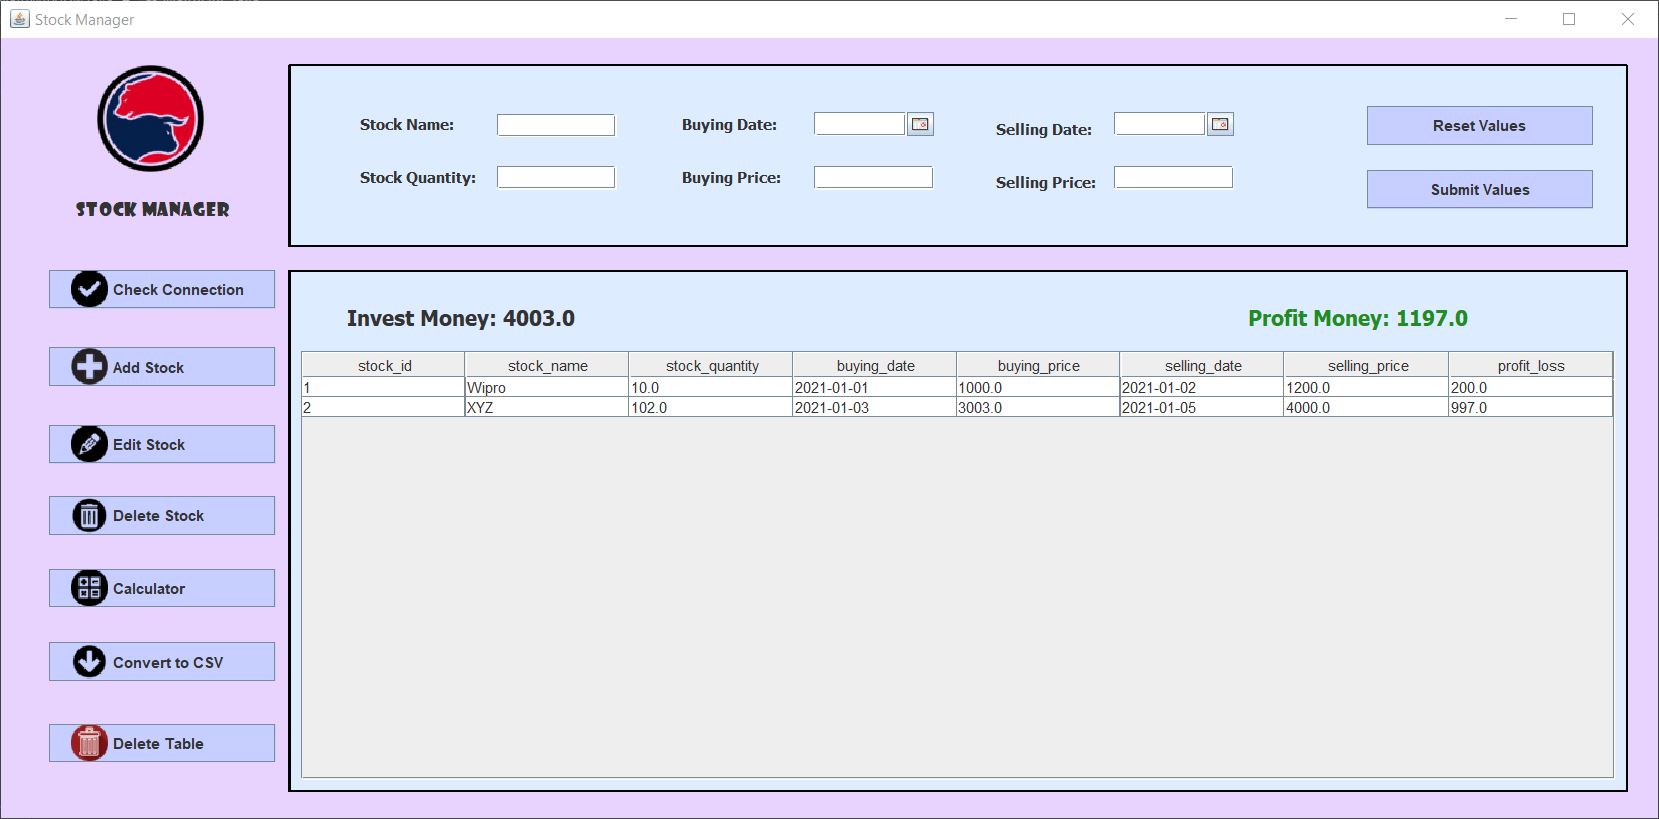 Stock Manager
STOCK MANAGER
Stock Name:
Buying Date:
Selling Date:
Reset Values
Stock Quantity:
Buying Price:
Selling Price:
Submit Values
Check Connection
Add Stock
Edit Stock
Delete Stock
Calculator
Convert to CSV
Delete Table
Invest Money: 4003.0
Profit Money: 1197.0
stock_id stock_name stock_quantity buying_date buying_price selling_date selling_price profit_loss
1 Wipro 10.0 2021-01-01 1000.0 2021-01-02 1200.0 200.0
2 XYZ 102.0 2021-01-03 3003.0 2021-01-05 4000.0 997.0